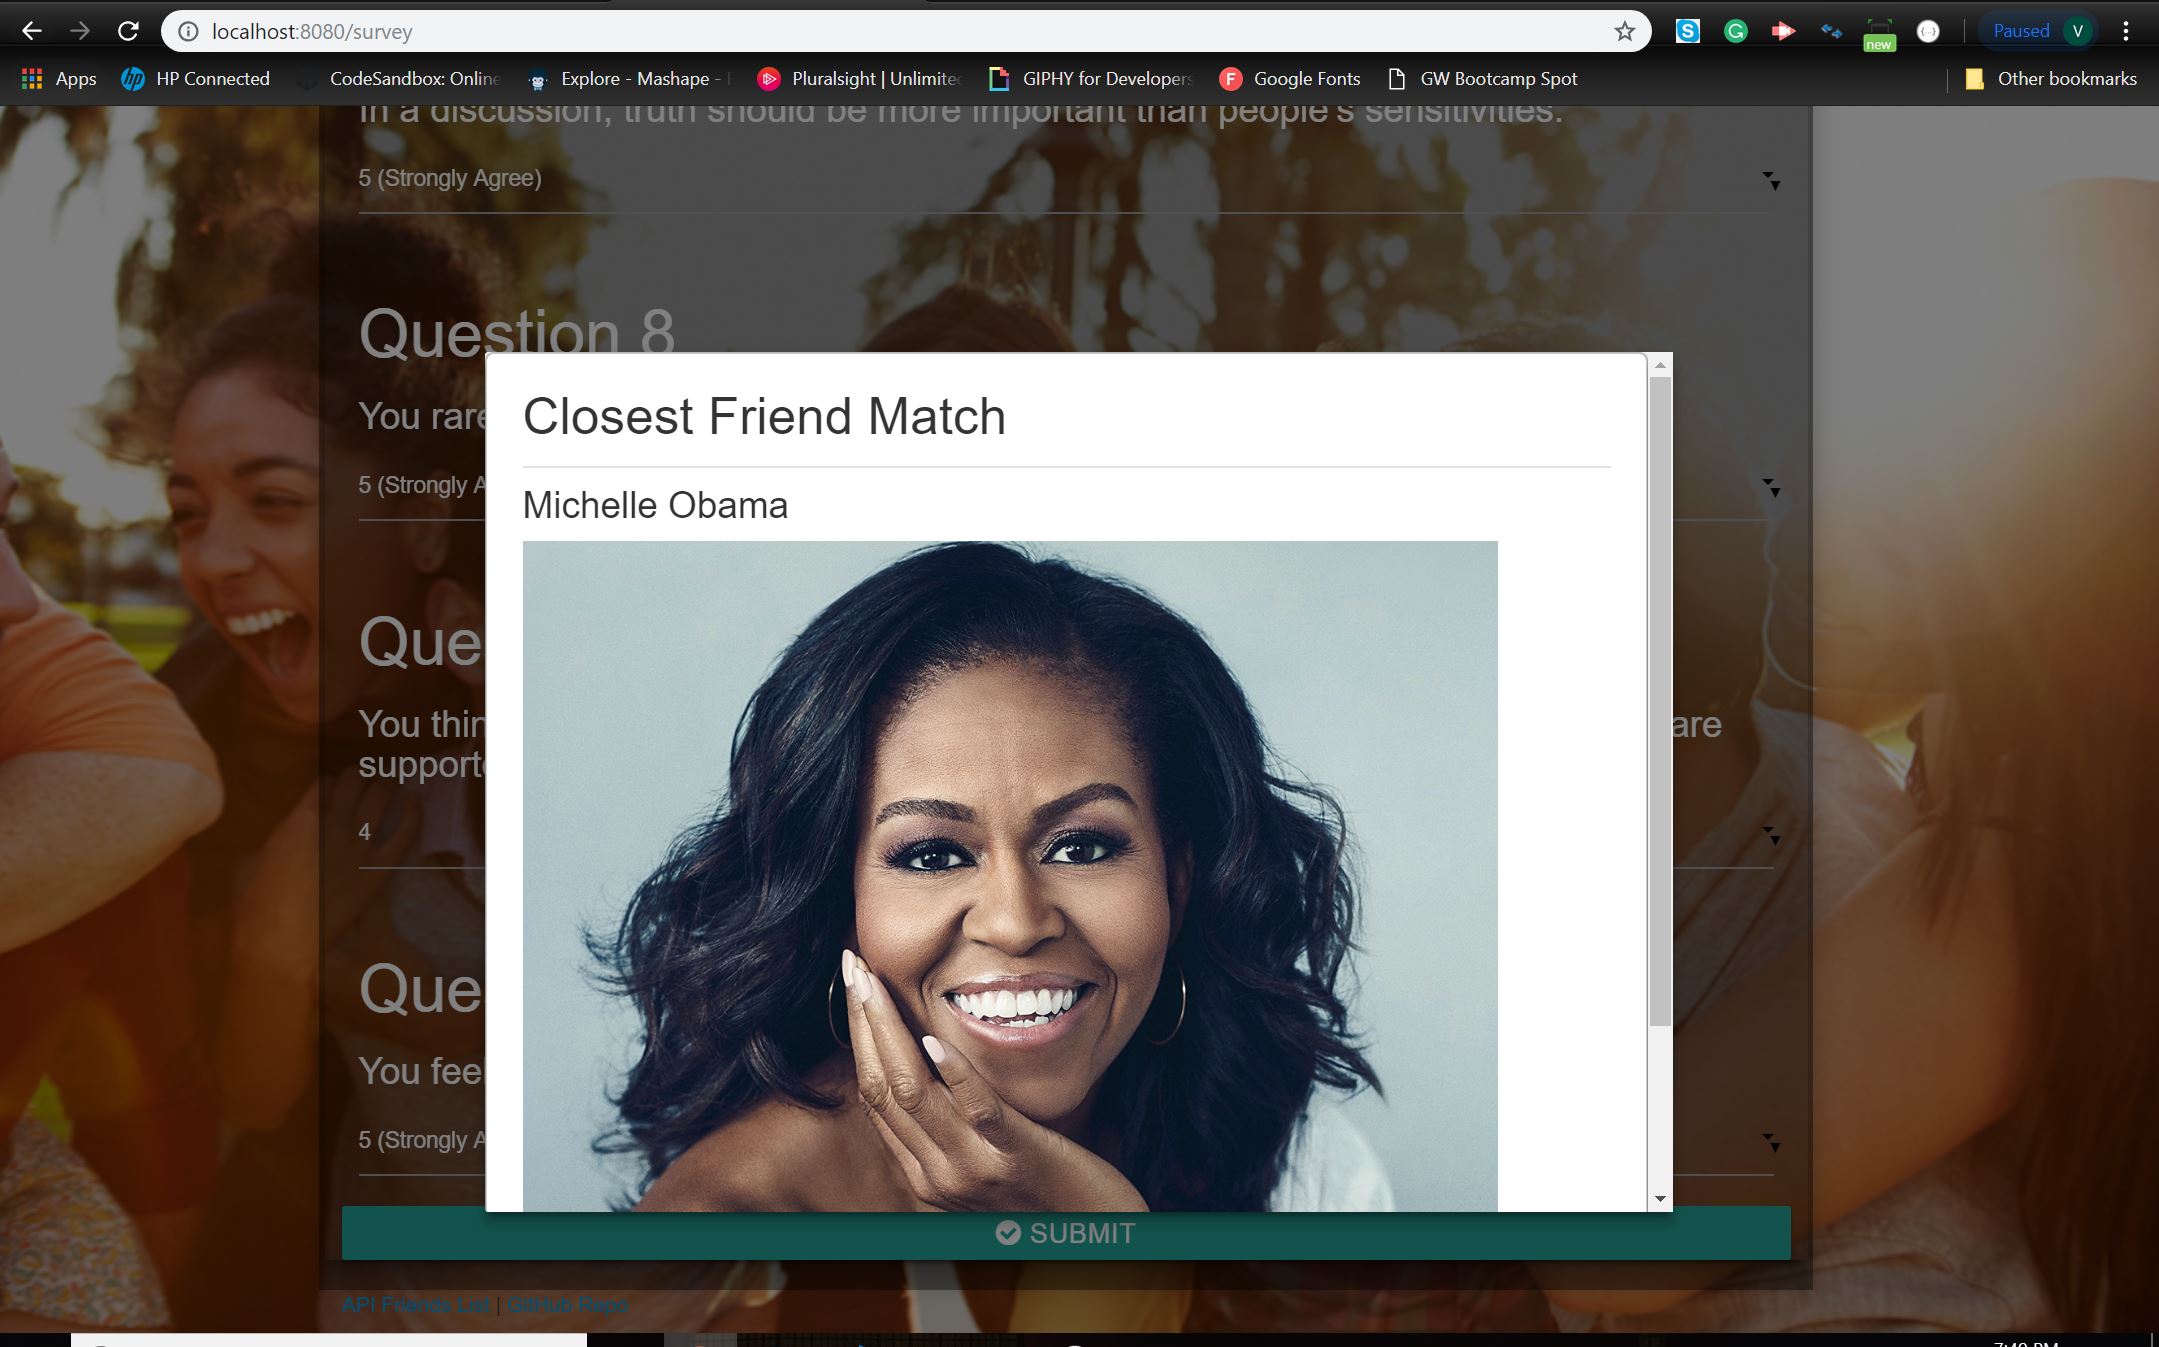 localhost:8080/survey
new
Paused V
Apps HP Connected CodeSandbox: Online Explore - Mashape - Pluralsight | Unlimited GIPHY for Developers Google Fonts GW Bootcamp Spot Other bookmarks
In a discussion, truth should be more important than people's sensitivities.
5 (Strongly Agree)
Question 8
You rare
5 (Strongly A
Closest Friend Match
Michelle Obama
Que
You thin are
supporte
4
Que
You feel
5 (Strongly A
SUBMIT
API Friends List | GitHub Repo